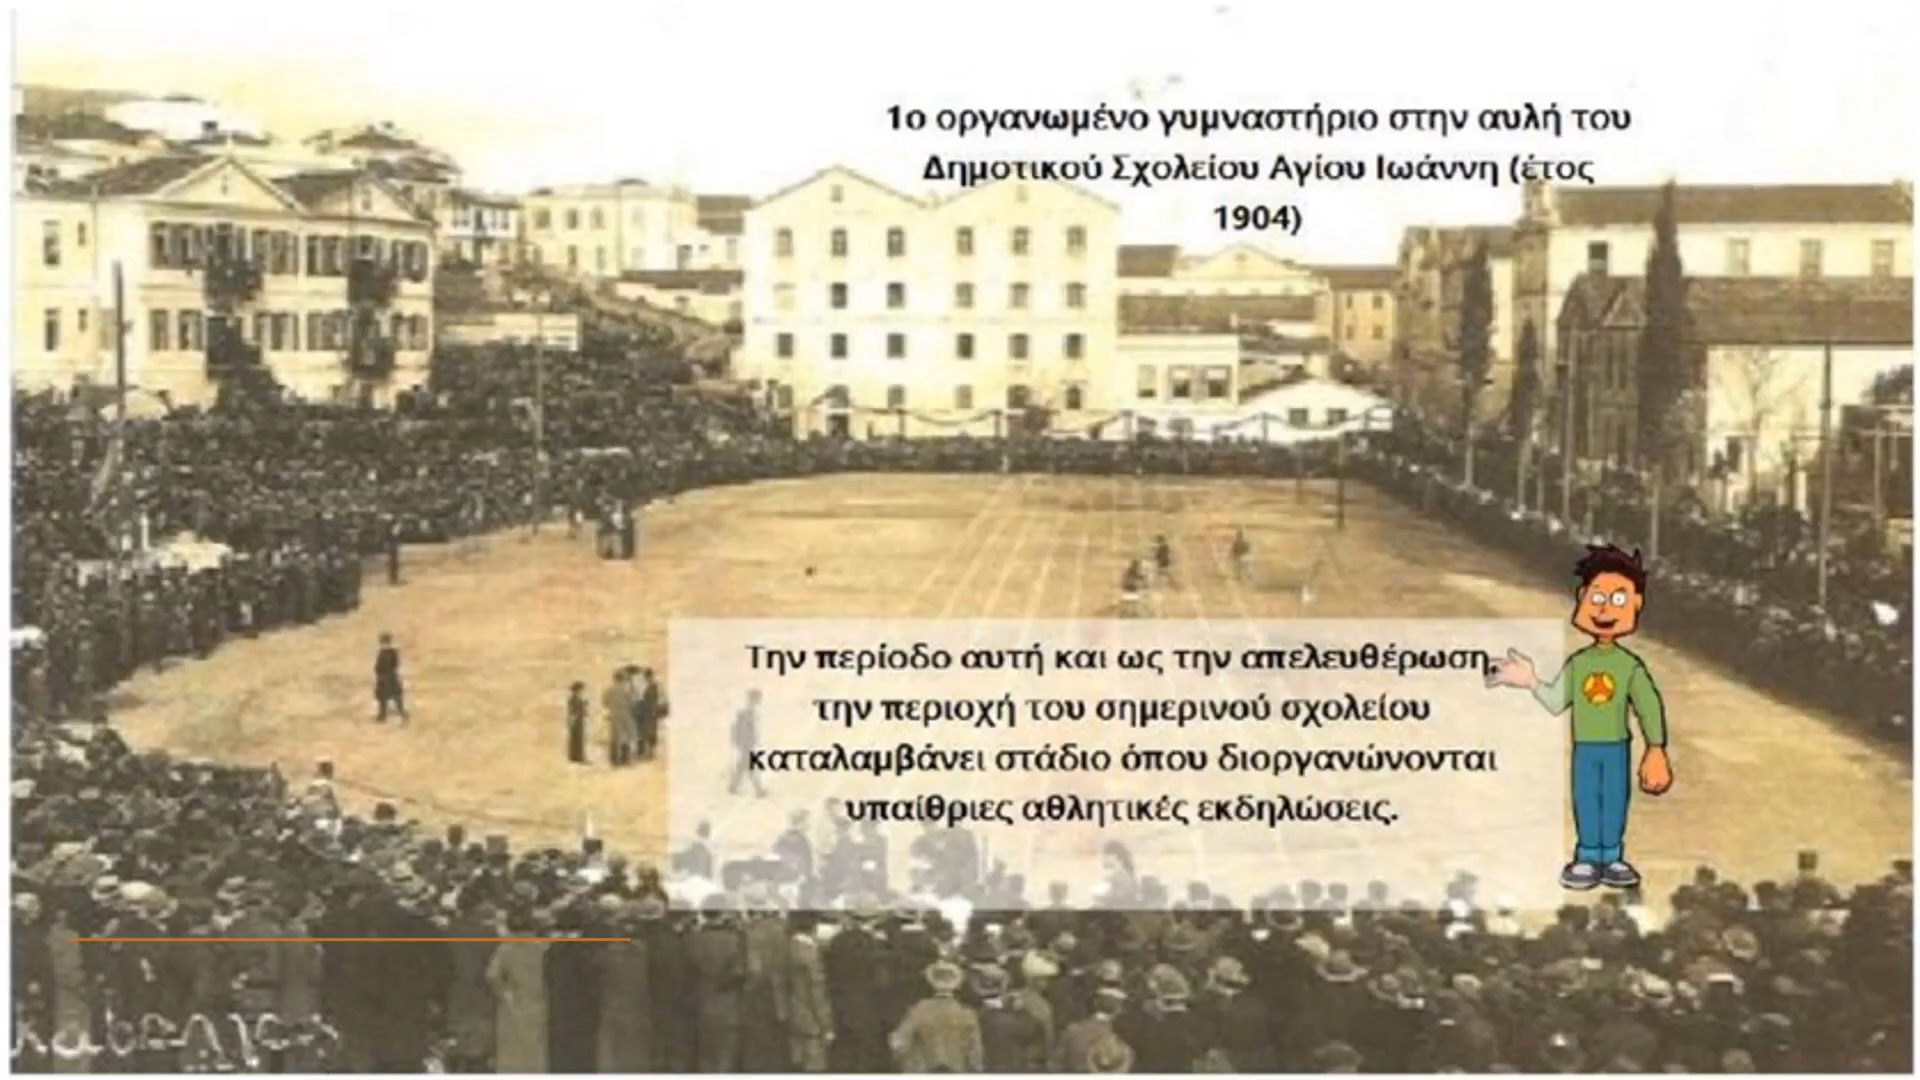 1ο οργανωμένο γυμναστήριο στην αυλή του
Δημοτικού Σχολείου Αγίου Ιωάννη (έτος
1904)
Την περίοδο αυτή και ως την απελευθέρωση,
την περιοχή του σημερινού σχολείου
καταλαμβάνει στάδιο όπου διοργανώνονται
υπαίθριες αθλητικές εκδηλώσεις.